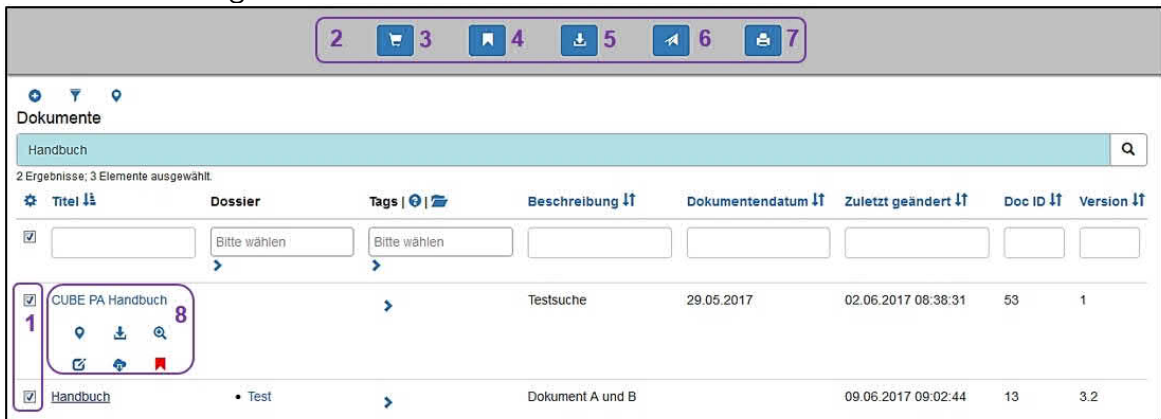 2 3 4 5 6 7
Dokumente
Handbuch
2 Ergebnisse; 3 Elemente ausgewählt.
Titel Dossier Tags | | Beschreibung Dokumentendatum Zuletzt geändert Doc ID Version
Bitte wählen Bitte wählen
1 CUBE PA Handbuch 8 Testsuche 29.05.2017 02.06.2017 08:38:31 53 1
Handbuch • Test Dokument A und B 09.06.2017 09:02:44 13 3.2